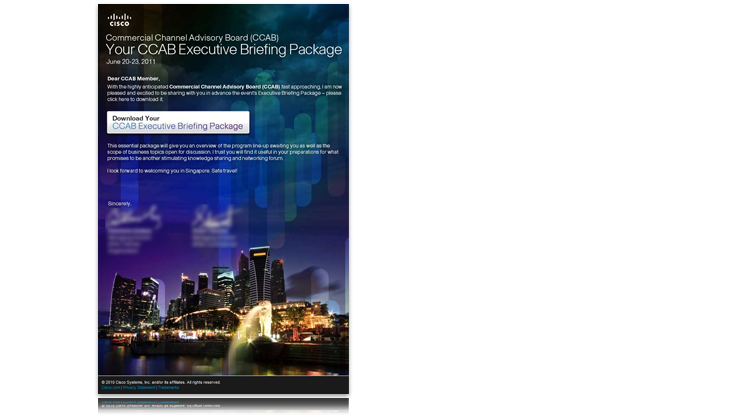 CISCO
Commercial Channel Advisory Board (CCAB)
Your CCAB Executive Briefing Package
June 20-23, 2011
Dear CCAB Member,
With the highly anticipated Commercial Channel Advisory Board (CCAB) fast approaching, I am now
pleased and excited to be sharing with you in advance the event's Executive Briefing Package – please
click here to download it.
Download Your
CCAB Executive Briefing Package
This essential package will give you an overview of the program line-up awaiting you as well as the
scope of business topics open for discussion. I trust you will find it useful in your preparations for what
promises to be another stimulating knowledge sharing and networking forum.
I look forward to welcoming you in Singapore. Safe travel!
Sincerely,
© 2010 Cisco Systems, Inc. and/or its affiliates. All rights reserved.
Cisco.com | Privacy Statement | Trademarks